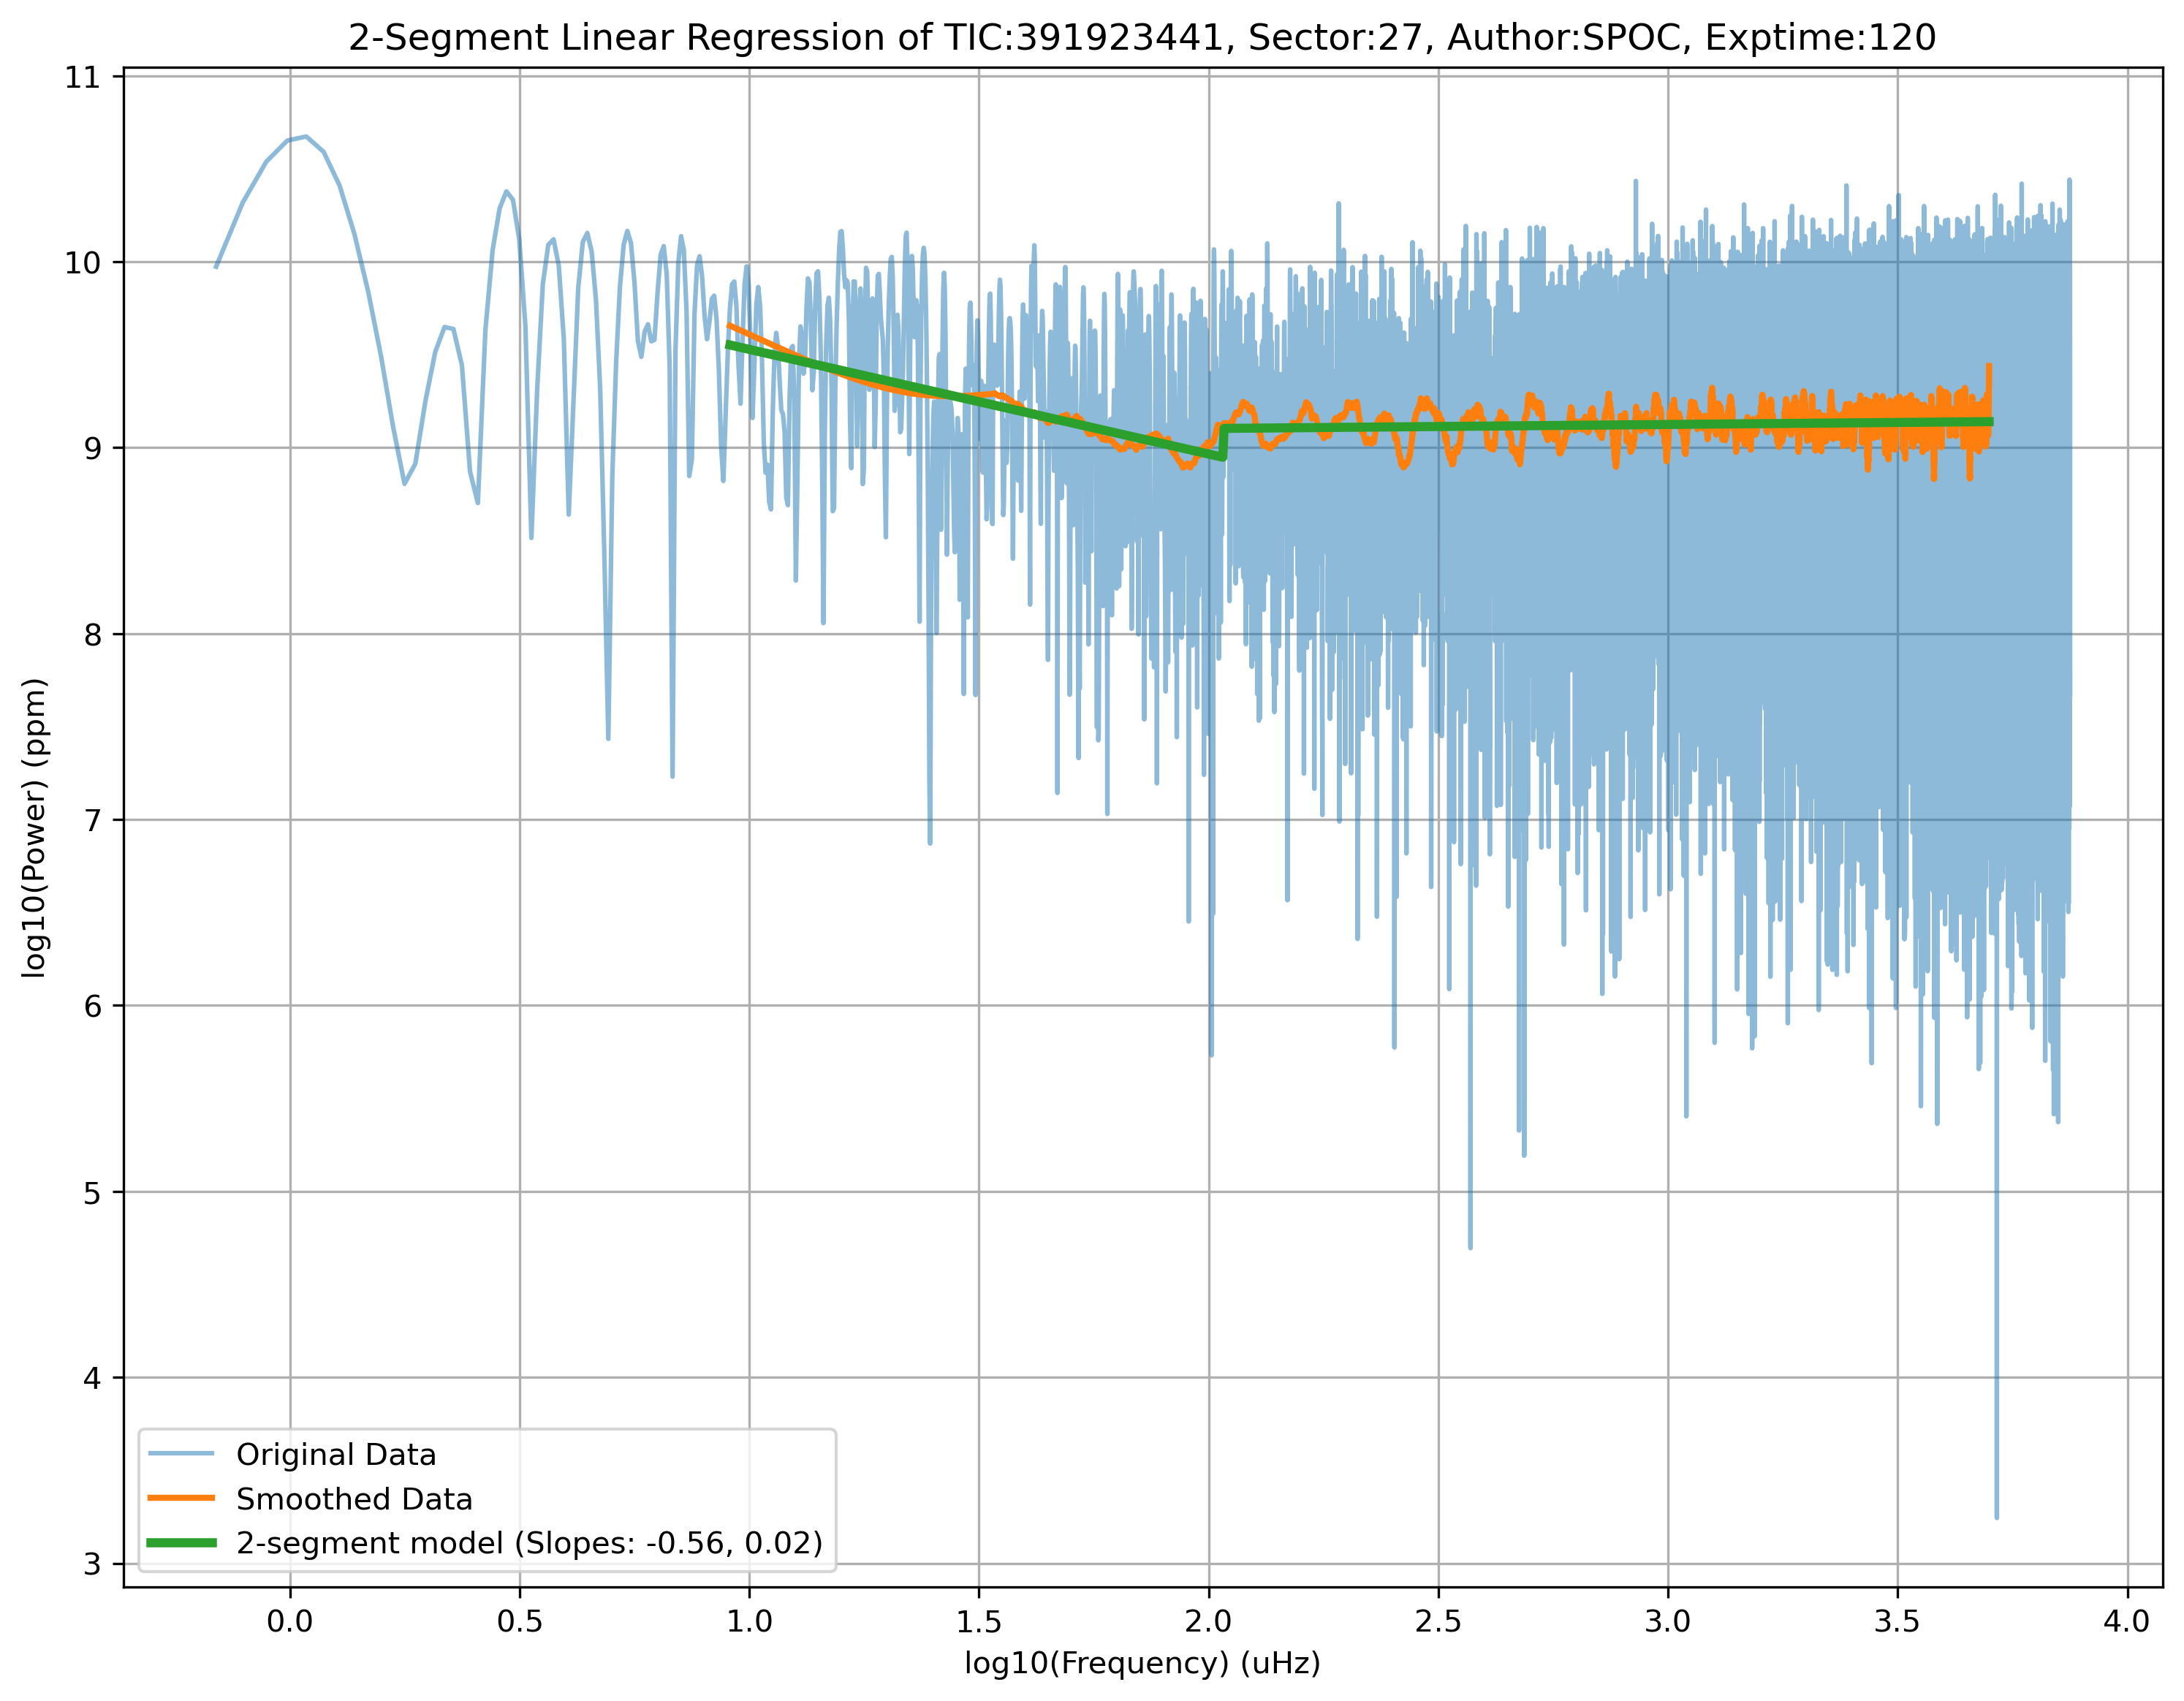 2-Segment Linear Regression of TIC:391923441, Sector:27, Author:SPOC, Exptime:120
11
10
9
8
7
6
5
4
3
log10(Power) (ppm)
Original Data
Smoothed Data
2-segment model (Slopes: -0.56, 0.02)
0.0 0.5 1.0 1.5 2.0 2.5 3.0 3.5 4.0
log10(Frequency) (uHz)